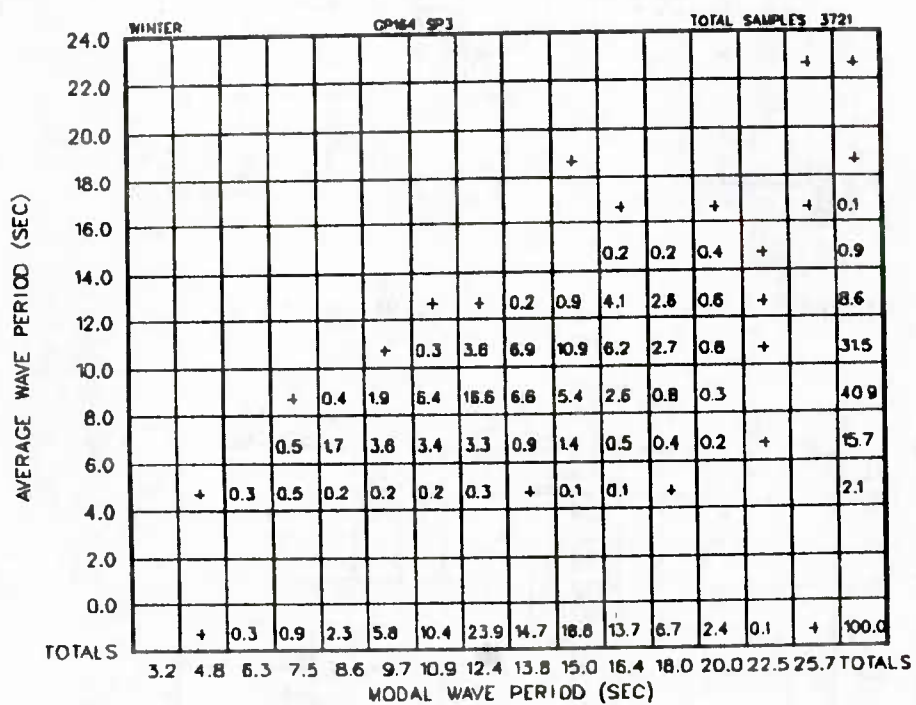 WINTER GP164 SP3 TOTAL SAMPLES 3721
24.0
+ +
22.0
20.0
+ +
18.0
+ + + 0.1
16.0
0.2 0.2 0.4 + 0.9
14.0
+ + 0.2 0.9 4.1 2.6 0.6 + 8.6
12.0
+ 0.3 3.6 6.9 10.9 6.2 2.7 0.8 + 31.5
10.0
+ 0.4 1.9 6.4 16.6 6.6 5.4 2.6 0.8 0.3 40.9
8.0
0.5 1.7 3.6 3.4 3.3 0.9 1.4 0.5 0.4 0.2 + 15.7
6.0
+ 0.3 0.5 0.2 0.2 0.2 0.3 + 0.1 0.1 + 2.1
4.0
2.0
0.0
+ 0.3 0.9 2.3 5.8 10.4 23.9 14.7 18.8 13.7 6.7 2.4 0.1 + 100.0
TOTALS
3.2 4.8 6.3 7.5 8.6 9.7 10.9 12.4 13.8 15.0 16.4 18.0 20.0 22.5 25.7 TOTALS
MODAL WAVE PERIOD (SEC)
AVERAGE WAVE PERIOD (SEC)